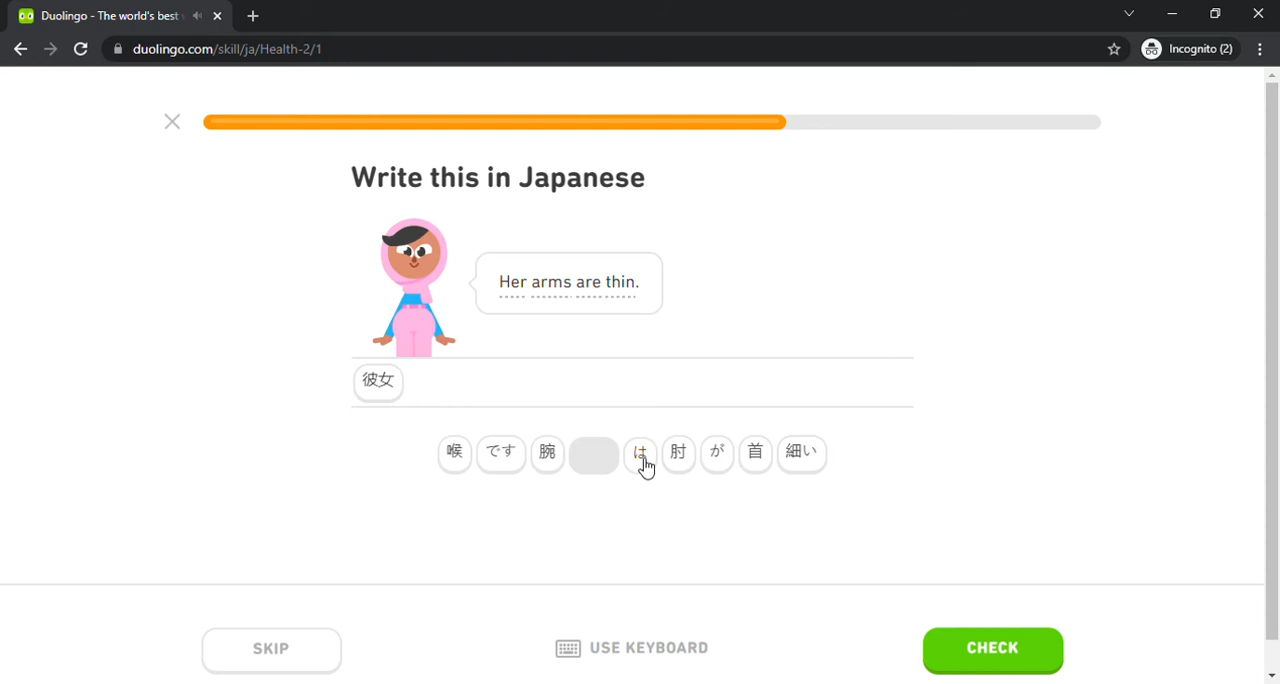 Duolingo - The world's best
duolingo.com/skill/ja/Health-2/1
Incognito (2)
Write this in Japanese
Her arms are thin.
彼女
喉 です 腕 は 肘 が 首 細い
SKIP
USE KEYBOARD
CHECK